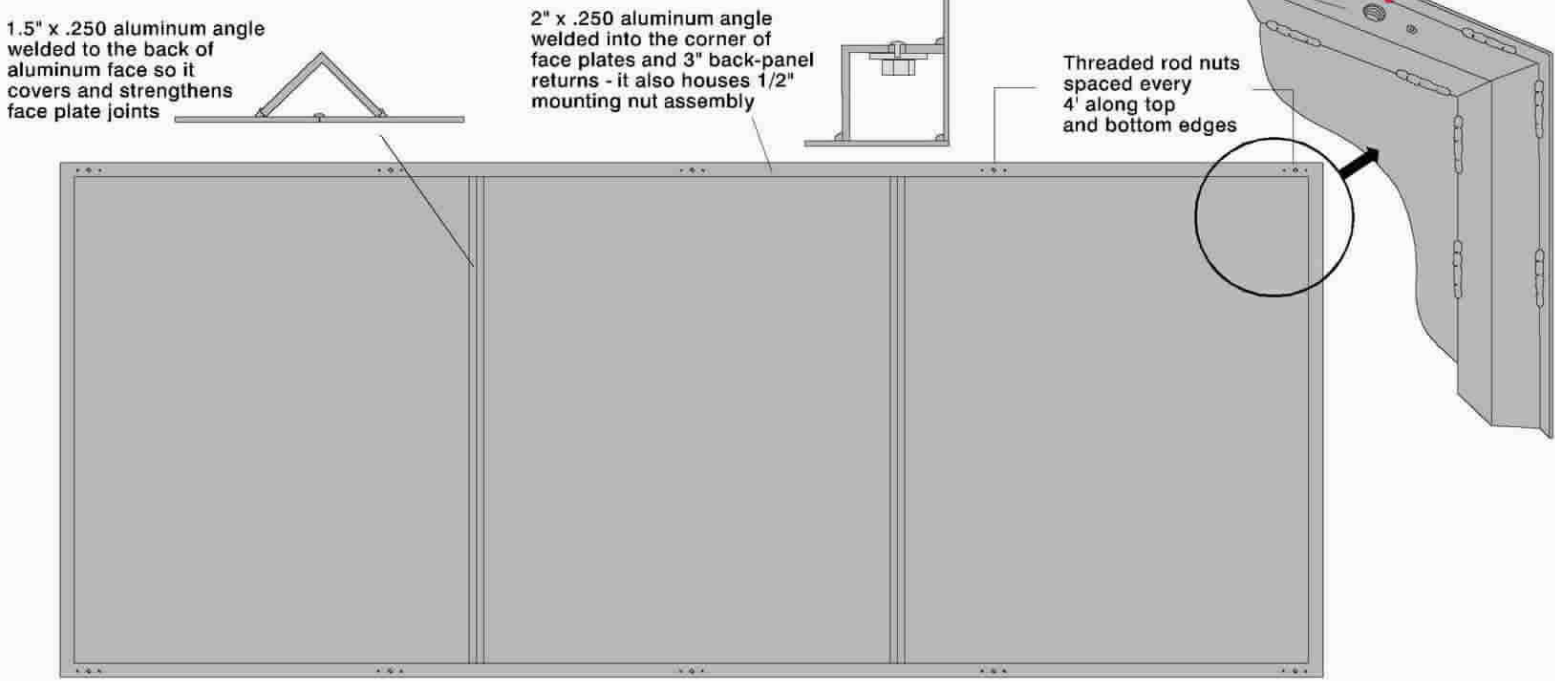 1.5" x .250 aluminum angle
welded to the back of
aluminum face so it
covers and strengthens
face plate joints
2" x .250 aluminum angle
welded into the corner of
face plates and 3" back-panel
returns - it also houses 1/2"
mounting nut assembly
Threaded rod nuts
spaced every
4' along top
and bottom edges